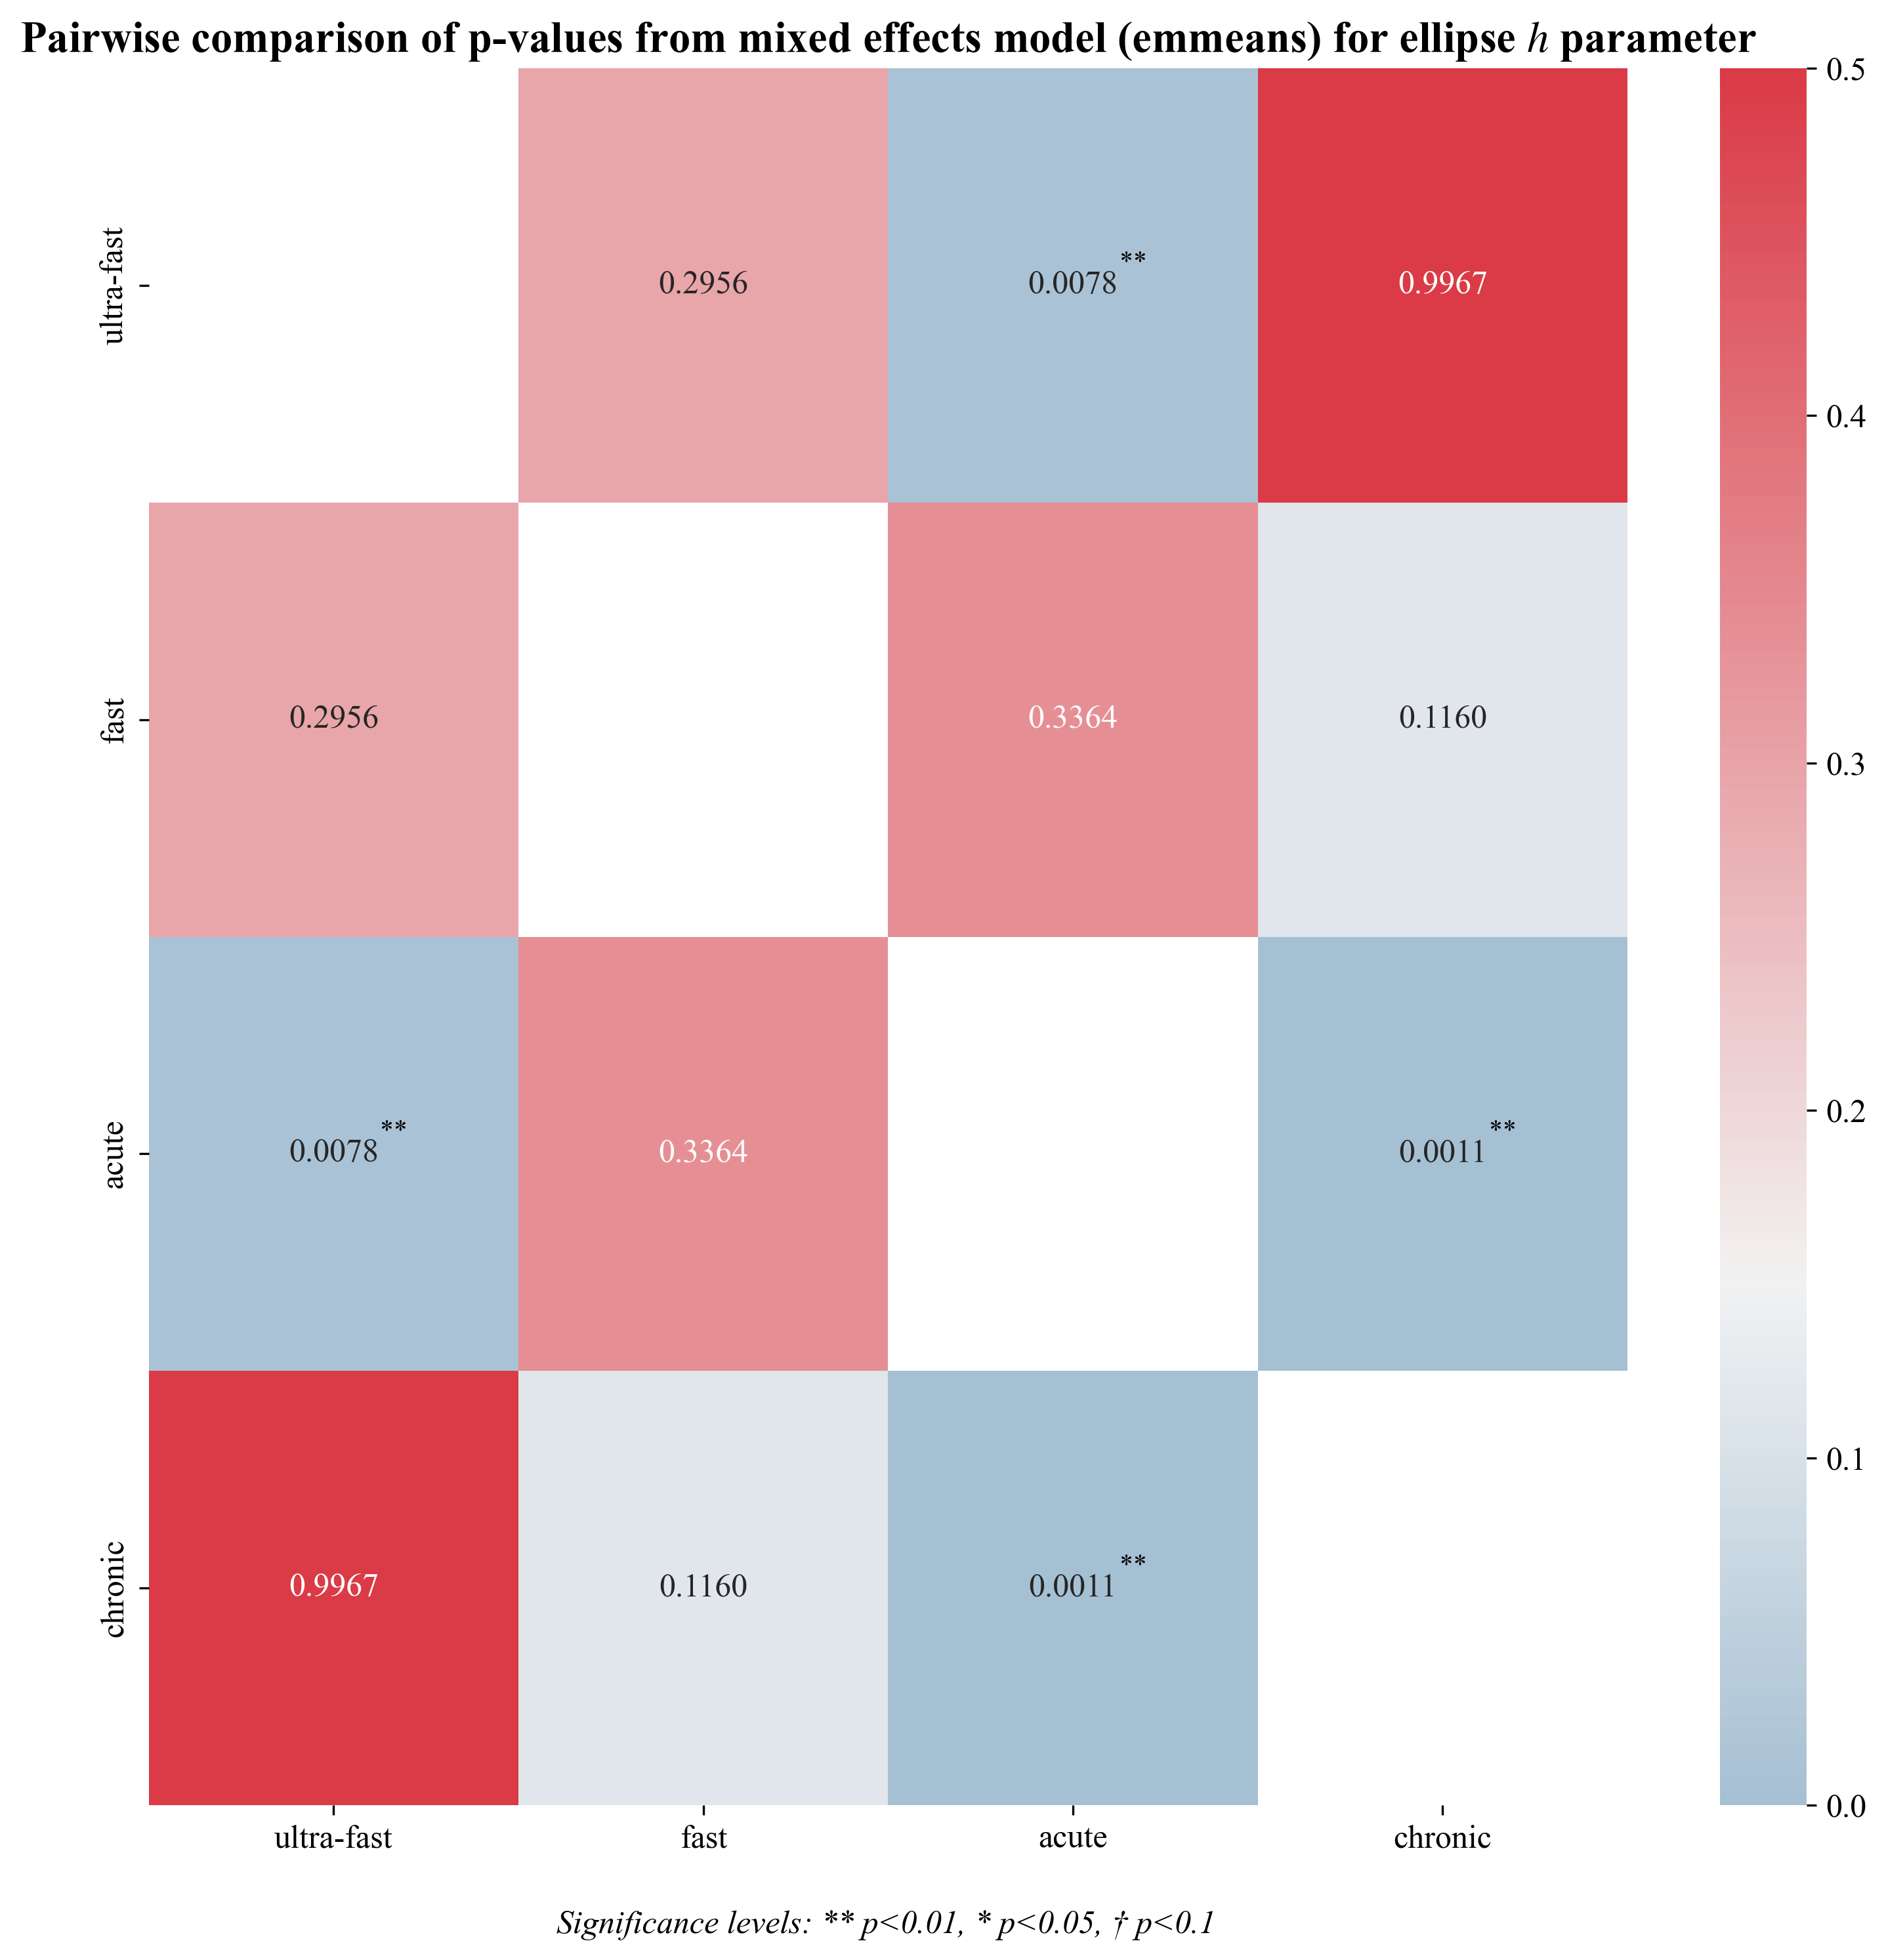 Pairwise comparison of p-values from mixed effects model (emmeans) for ellipse h parameter
0.5
ultra-fast
0.2956
0.0078**
0.9967
0.4
fast
0.2956
0.3364
0.1160
0.3
acute
0.0078**
0.3364
0.0011**
0.2
chronic
0.9967
0.1160
0.0011**
0.1
0.0
ultra-fast fast acute chronic
Significance levels: ** p<0.01, * p<0.05, † p<0.1